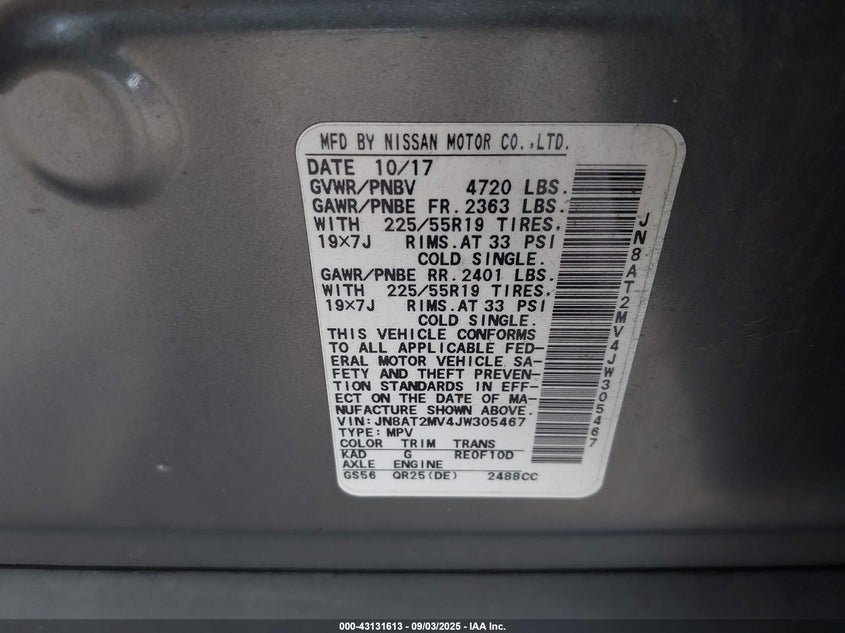 MFD BY NISSAN MOTOR CO.,LTD.
DATE 10/17
GVWR/PNBV 4720 LBS.
GAWR/PNBE FR. 2363 LBS.
WITH 225/55R19 TIRES,
19×7J RIMS. AT 33 PSI
COLD SINGLE.
GAWR/PNBE RR. 2401 LBS.
WITH 225/55R19 TIRES,
19×7J RIMS. AT 33 PSI
COLD SINGLE.
THIS VEHICLE CONFORMS
TO ALL APPLICABLE FED-
ERAL MOTOR VEHICLE SA-
FETY AND THEFT PREVEN-
TION STANDARDS IN EFF-
ECT ON THE DATE OF MA-
NUFACTURE SHOWN ABOVE.
VIN: JN8AT2MV4JW305467
TYPE: MPV
COLOR TRIM TRANS
KAD G RE0F10D
AXLE ENGINE
GS56 QR25(DE) 2488CC
JN8AT2MV4JW305467
000-43131613 - 09/03/2025 - IAA Inc.